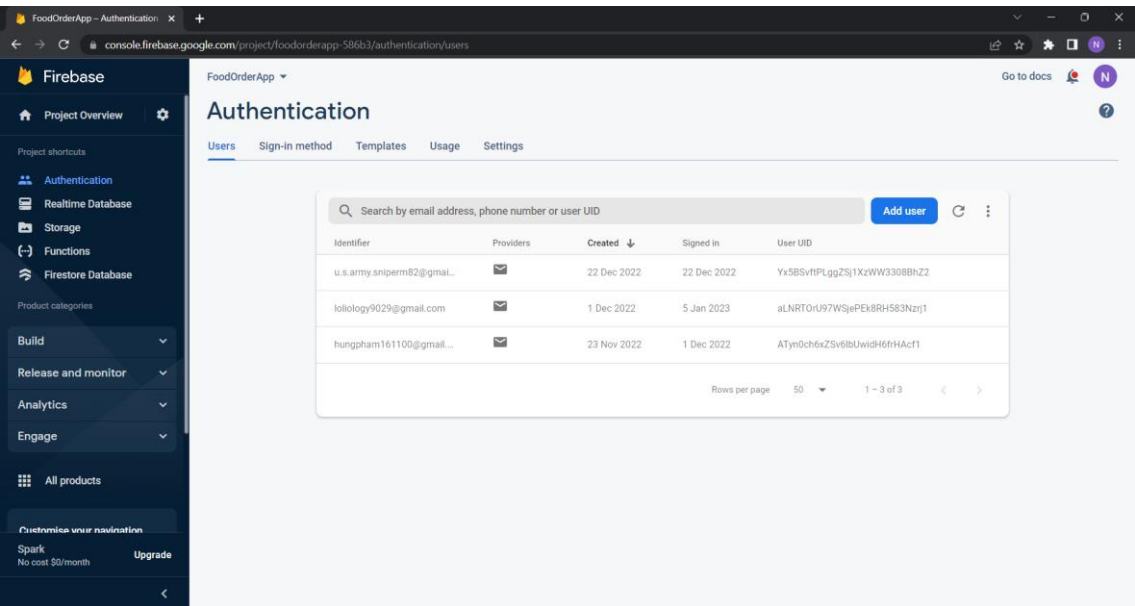 FoodOrderApp – Authentication
console.firebase.google.com/project/foodorderapp-586b3/authentication/users
N
Firebase
FoodOrderApp
Go to docs
N
Project Overview
Authentication
Project shortcuts
Users Sign-in method Templates Usage Settings
Authentication
Realtime Database
Storage
Functions
Firestore Database
Product categories
Build
Release and monitor
Analytics
Engage
All products
Customise your navigation
Spark
No cost $0/month
Upgrade
Search by email address, phone number or user UID
Add user
Identifier Providers Created Signed in User UID
u.s.army.sniperm82@gmai... 22 Dec 2022 22 Dec 2022 Yx5BSvftPLggZSj1XzWW3308BhZ2
loliology9029@gmail.com 1 Dec 2022 5 Jan 2023 aLNRTOrU97WSjePEk8RH583Nzrj1
hungpham161100@gmail.... 23 Nov 2022 1 Dec 2022 ATyn0ch6xZSv6lbUwidH6frHAcf1
Rows per page 50 1 – 3 of 3